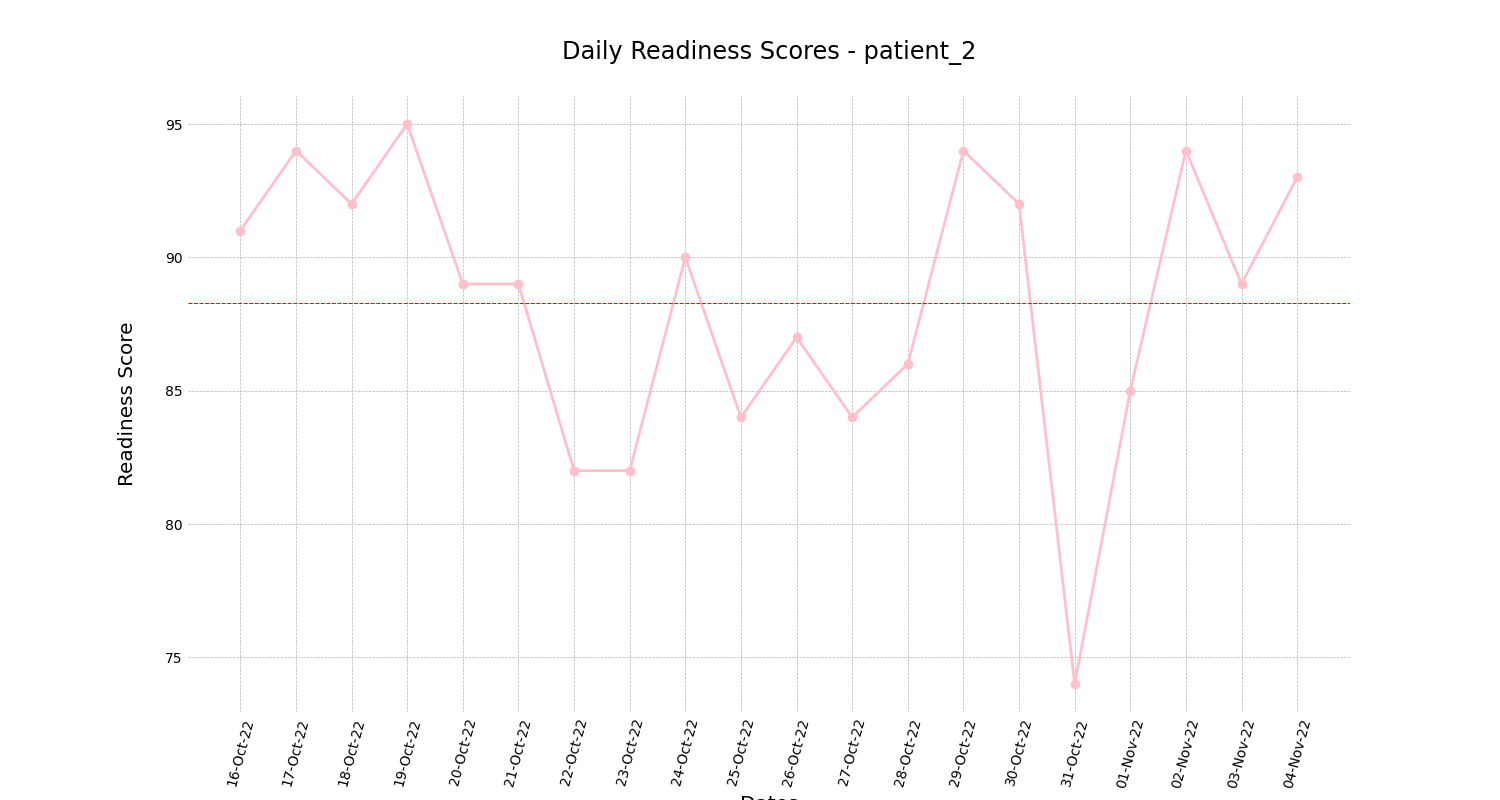 Daily Readiness Scores - patient_2
95
90
85
80
75
Readiness Score
16-Oct-22
17-Oct-22
18-Oct-22
19-Oct-22
20-Oct-22
21-Oct-22
22-Oct-22
23-Oct-22
24-Oct-22
25-Oct-22
26-Oct-22
27-Oct-22
28-Oct-22
29-Oct-22
30-Oct-22
31-Oct-22
01-Nov-22
02-Nov-22
03-Nov-22
04-Nov-22
Dates